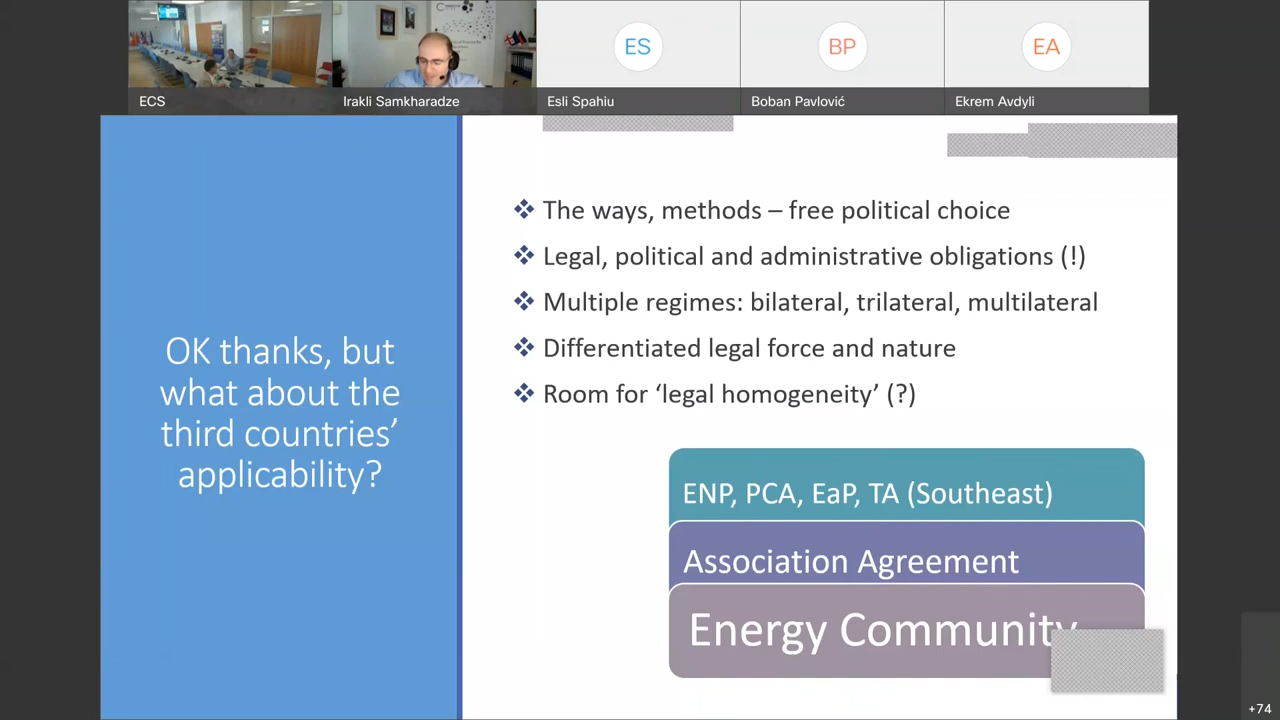 ECS
Irakli Samkharadze
ES
Esli Spahiu
BP
Boban Pavlović
EA
Ekrem Avdyli
OK thanks, but
what about the
third countries’
applicability?
❖ The ways, methods – free political choice
❖ Legal, political and administrative obligations (!)
❖ Multiple regimes: bilateral, trilateral, multilateral
❖ Differentiated legal force and nature
❖ Room for ‘legal homogeneity’ (?)
ENP, PCA, EaP, TA (Southeast)
Association Agreement
Energy Community
+74